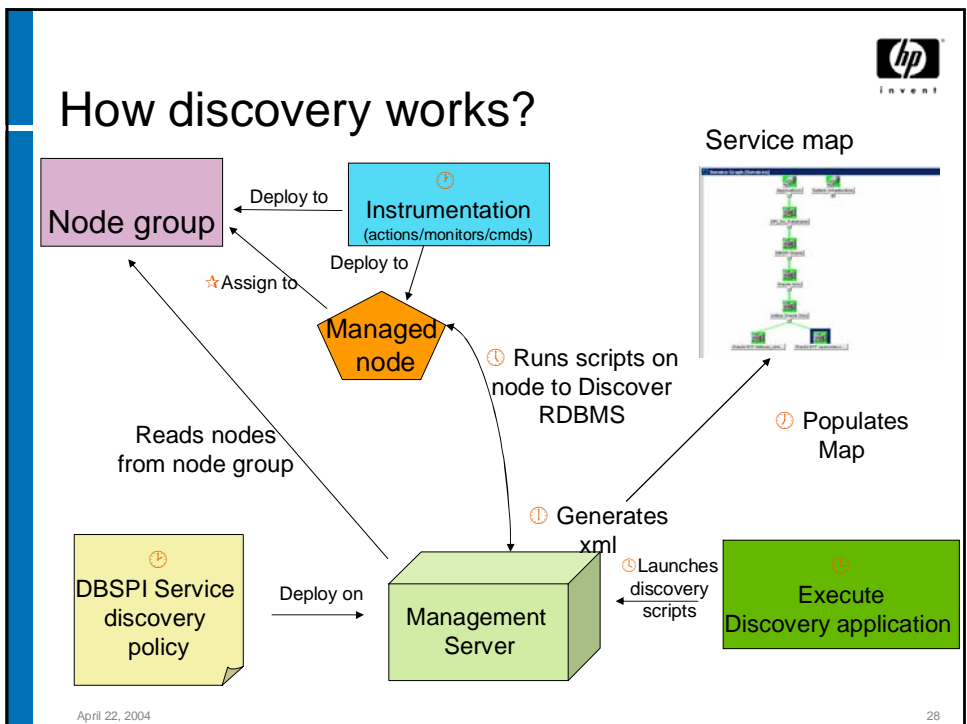 hp
invent
How discovery works?
Service map
Node group
Deploy to
Instrumentation
(actions/monitors/cmds)
Deploy to
Assign to
Managed
node
Runs scripts on
node to Discover
RDBMS
Populates
Map
Reads nodes
from node group
Generates
xml
DBSPI Service
discovery
policy
Deploy on
Management
Server
Launches
discovery
scripts
Execute
Discovery application
April 22, 2004
28